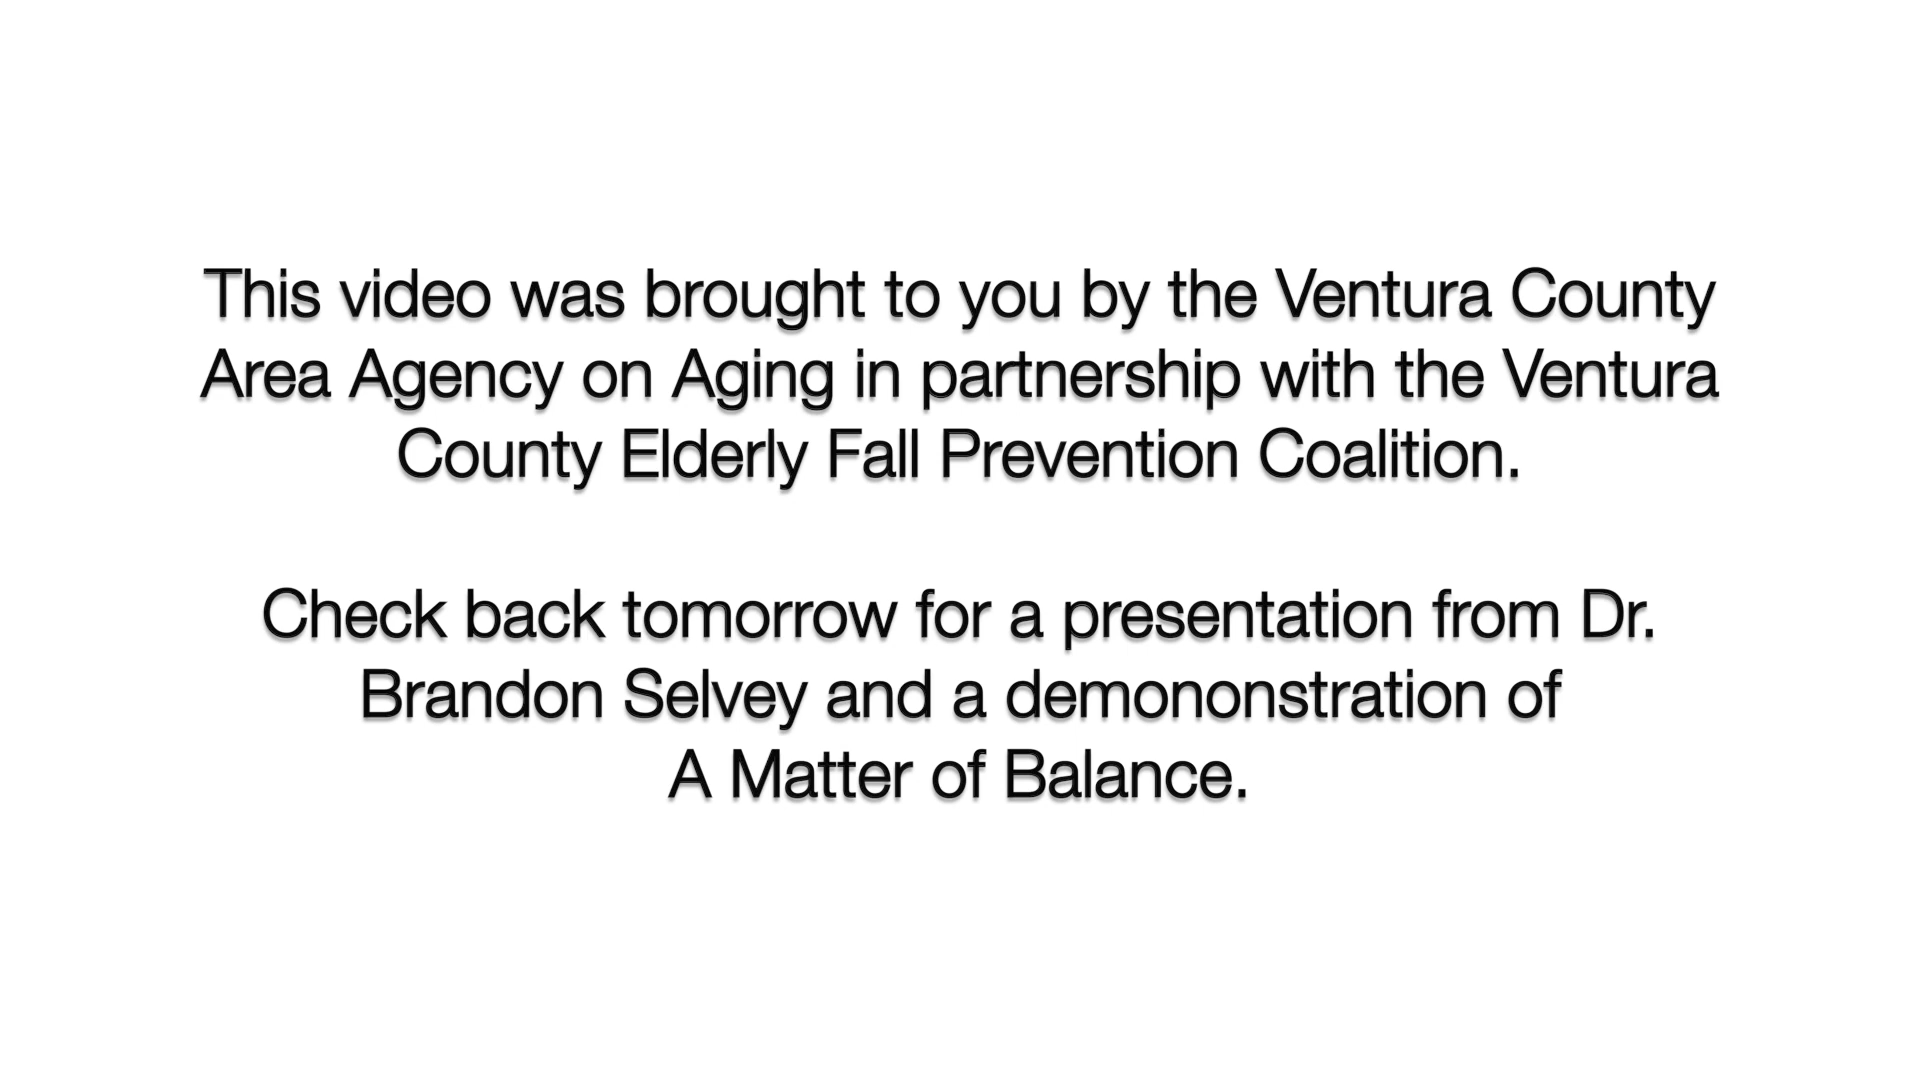 This video was brought to you by the Ventura County
Area Agency on Aging in partnership with the Ventura
County Elderly Fall Prevention Coalition.
Check back tomorrow for a presentation from Dr.
Brandon Selvey and a demononstration of
A Matter of Balance.